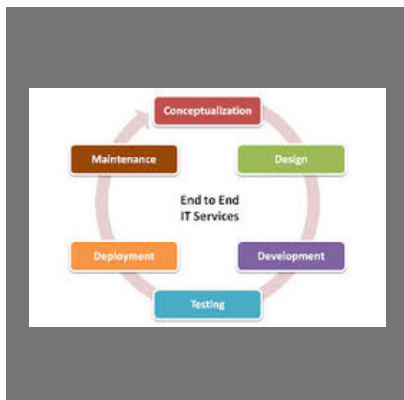 Conceptualization
Maintenance
Design
End to End
IT Services
Deployment
Development
Testing